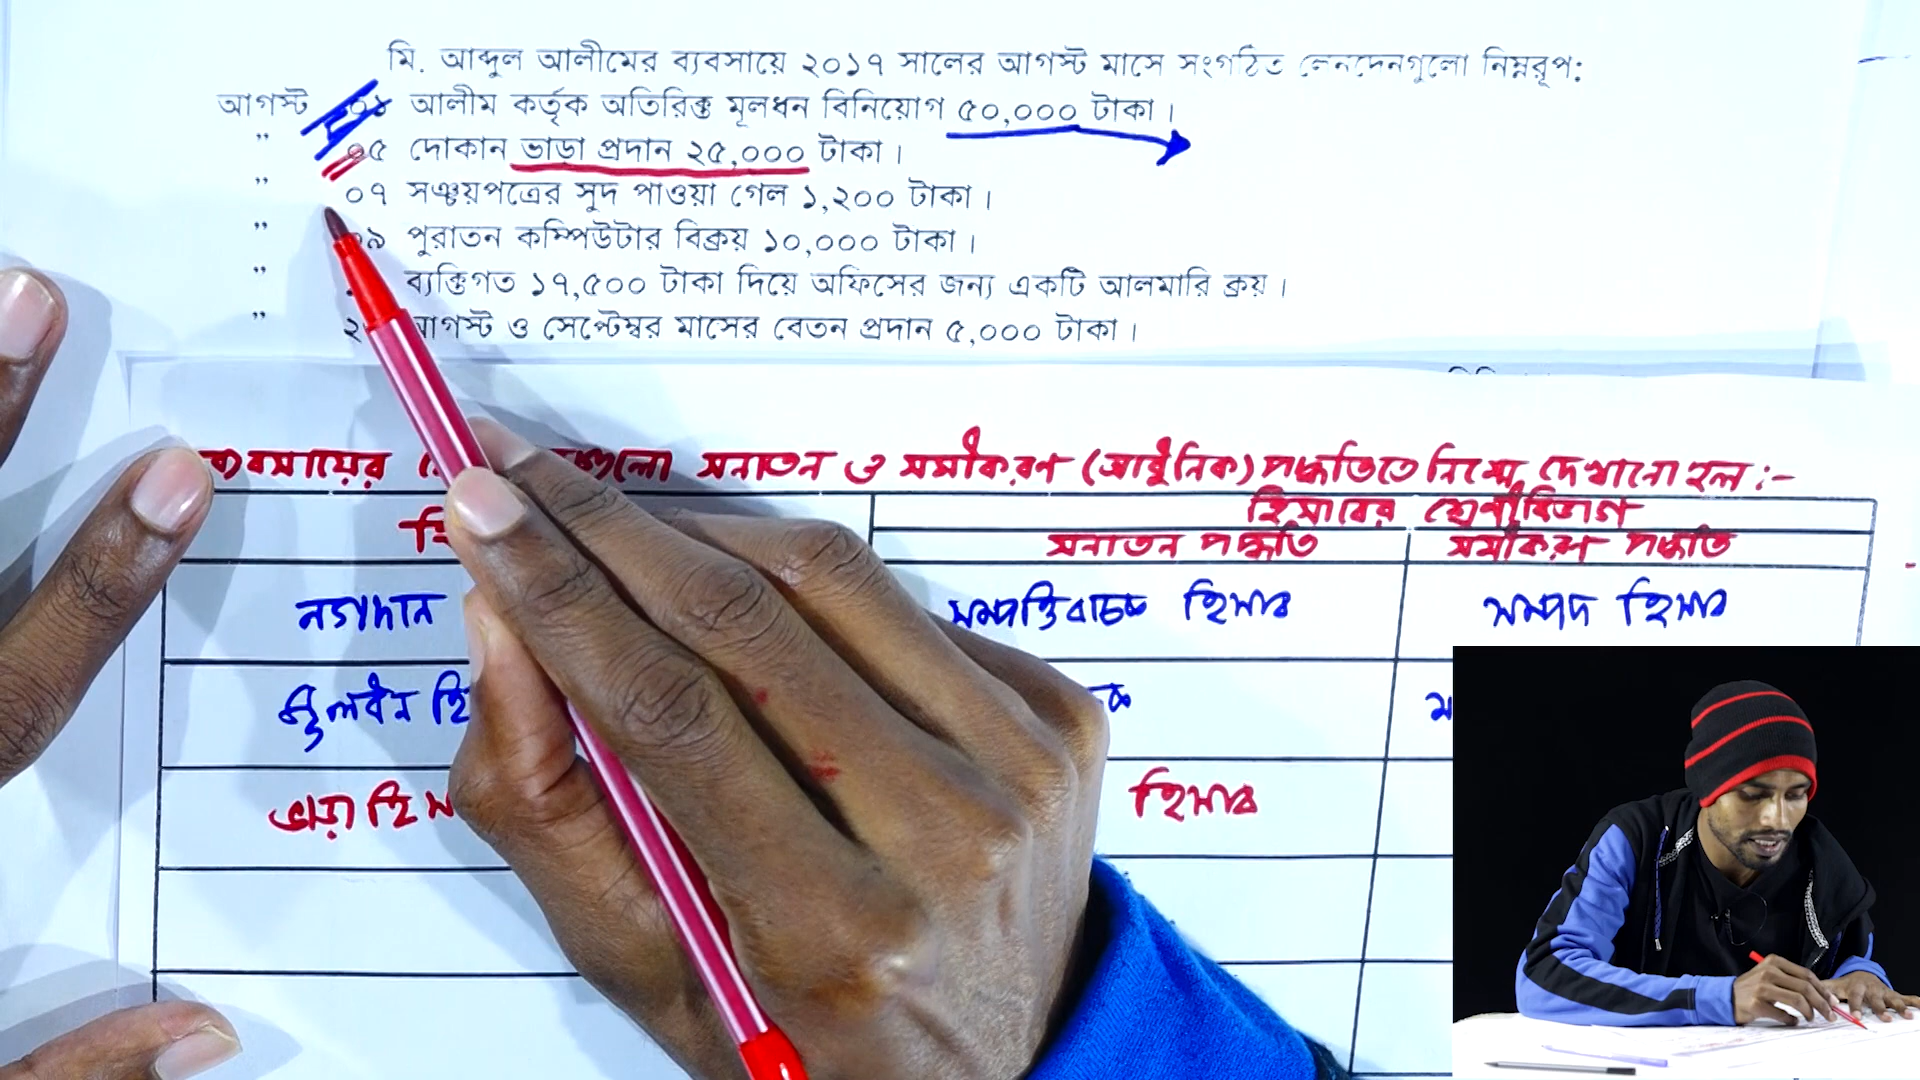 মি. আব্দুল আলীমের ব্যবসায়ে ২০১৭ সালের আগস্ট মাসে সংগঠিত লেনদেনগুলো নিম্নরূপ:
আগস্ট ০১ আলীম কর্তৃক অতিরিক্ত মূলধন বিনিয়োগ ৫০,০০০ টাকা।
" ০৫ দোকান ভাড়া প্রদান ২৫,০০০ টাকা।
" ০৭ সঞ্চয়পত্রের সুদ পাওয়া গেল ১,২০০ টাকা।
" ০৯ পুরাতন কম্পিউটার বিক্রয় ১০,০০০ টাকা।
" ব্যক্তিগত ১৭,৫০০ টাকা দিয়ে অফিসের জন্য একটি আলমারি ক্রয়।
" আগস্ট ও সেপ্টেম্বর মাসের বেতন প্রদান ৫,০০০ টাকা।
ব্যবসায়ের সনাতন ও সমীকরণ (আধুনিক) পদ্ধতিতে নিম্নে দেখানো হল:-
হিসাবের শ্রেণীবিভাগ
সনাতন পদ্ধতি সমীকরণ পদ্ধতি
নগদান সম্পত্তিবাচক হিসাব সম্পদ হিসাব
মূলধন হি
ভাড়া হিসা হিসাব